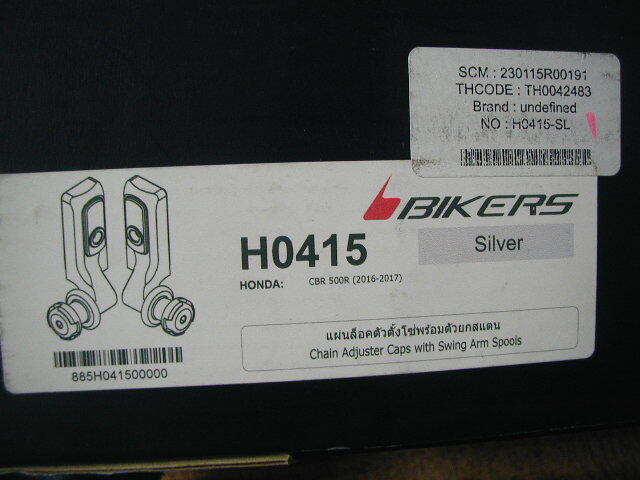 SCM : 230115R00191
THCODE : TH0042483
Brand : undefined
NO : H0415-SL
BIKERS
H0415
Silver
HONDA: CBR 500R (2016-2017)
แผ่นล็อคตัวตั้งโซ่พร้อมตัวยกสแตน
Chain Adjuster Caps with Swing Arm Spools
885H041500000